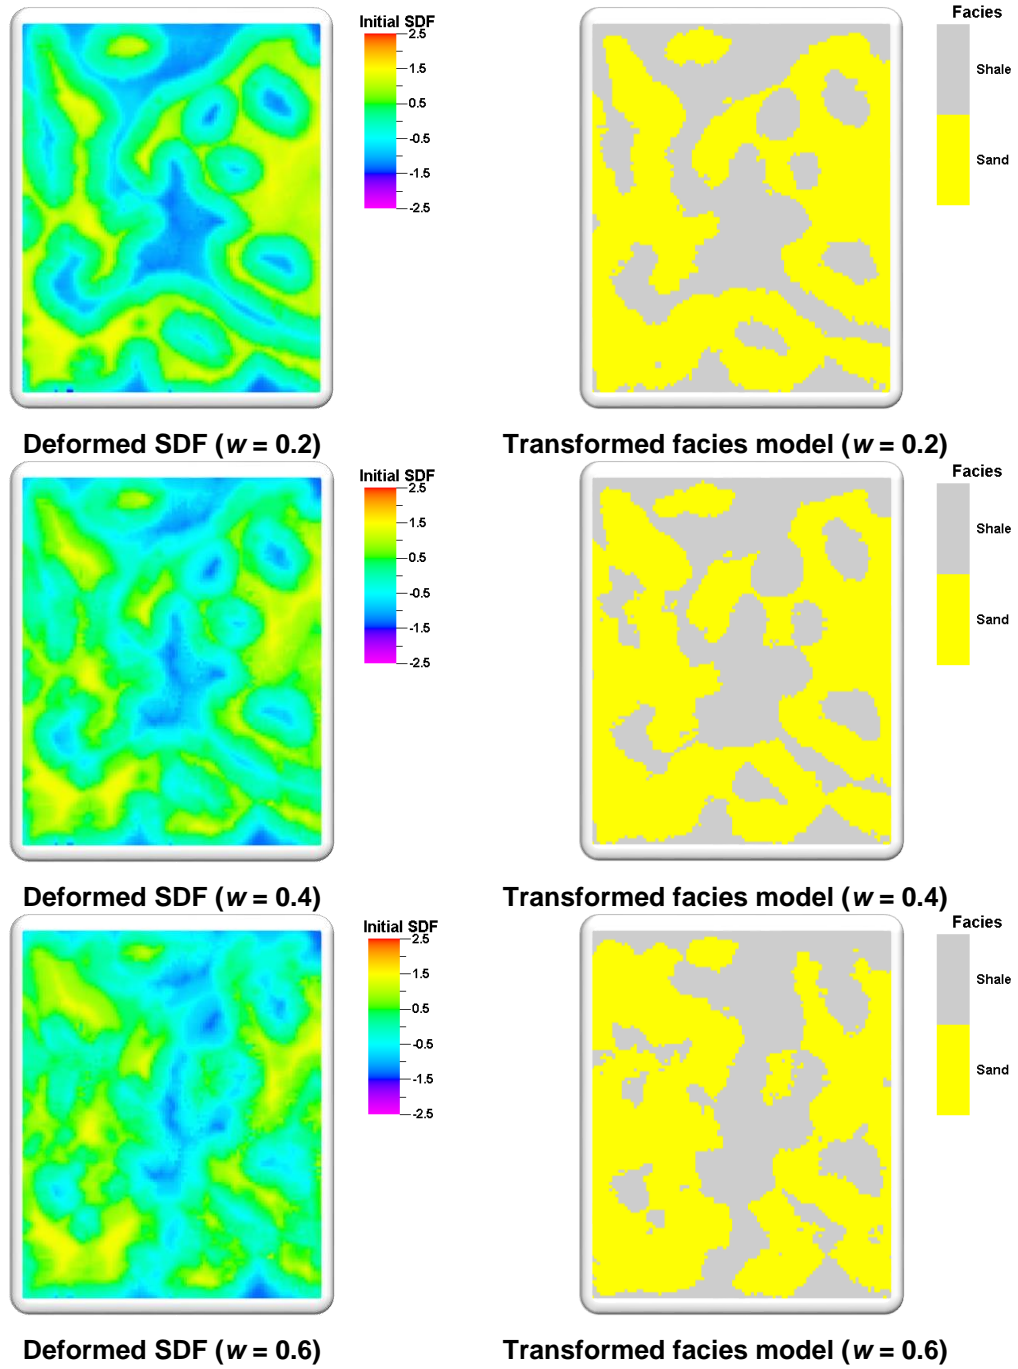 Initial SDF
2.5
1.5
0.5
-0.5
-1.5
-2.5
Facies
Shale
Sand
Deformed SDF (w = 0.2)
Transformed facies model (w = 0.2)
Initial SDF
2.5
1.5
0.5
-0.5
-1.5
-2.5
Facies
Shale
Sand
Deformed SDF (w = 0.4)
Transformed facies model (w = 0.4)
Initial SDF
2.5
1.5
0.5
-0.5
-1.5
-2.5
Facies
Shale
Sand
Deformed SDF (w = 0.6)
Transformed facies model (w = 0.6)